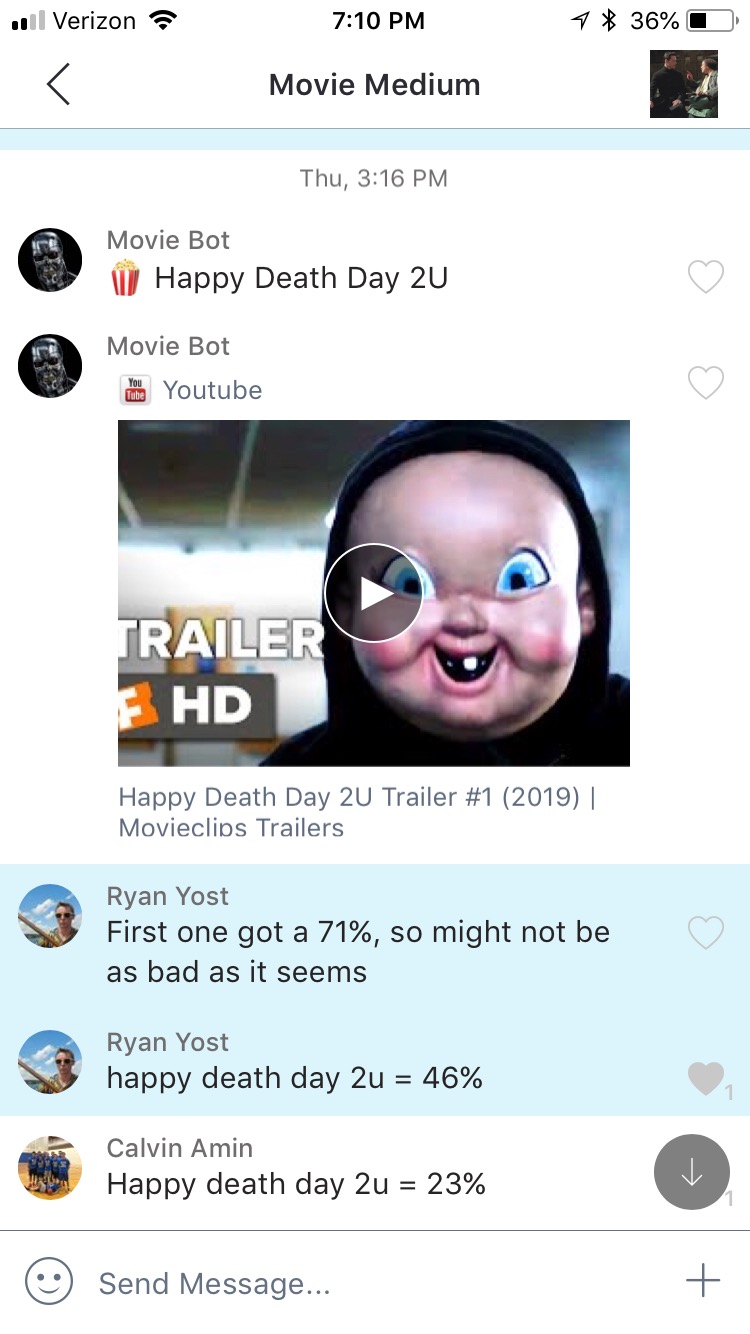 Verizon 7:10 PM 36%
Movie Medium
Thu, 3:16 PM
Movie Bot
🍿 Happy Death Day 2U
Movie Bot
You Tube Youtube
TRAILER
F HD
Happy Death Day 2U Trailer #1 (2019) |
Movieclips Trailers
Ryan Yost
First one got a 71%, so might not be
as bad as it seems
Ryan Yost
happy death day 2u = 46%
1
Calvin Amin
Happy death day 2u = 23%
1
Send Message...